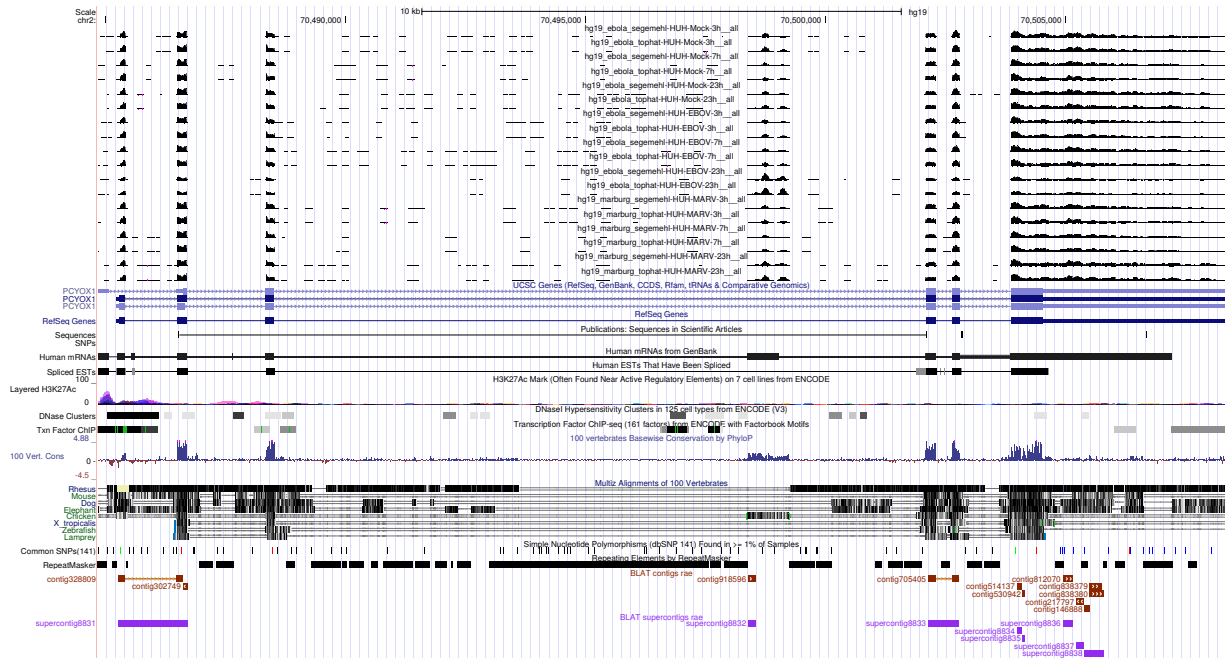 Scale 10 kb hg19
chr2: 70,490,000 70,495,000 70,500,000 70,505,000
hg19_ebola_segemehl-HUH-Mock-3h__all
hg19_ebola_tophat-HUH-Mock-3h__all
hg19_ebola_segemehl-HUH-Mock-7h__all
hg19_ebola_tophat-HUH-Mock-7h__all
hg19_ebola_segemehl-HUH-Mock-23h__all
hg19_ebola_tophat-HUH-Mock-23h__all
hg19_ebola_segemehl-HUH-EBOV-3h__all
hg19_ebola_tophat-HUH-EBOV-3h__all
hg19_ebola_segemehl-HUH-EBOV-7h__all
hg19_ebola_tophat-HUH-EBOV-7h__all
hg19_ebola_segemehl-HUH-EBOV-23h__all
hg19_ebola_tophat-HUH-EBOV-23h__all
hg19_marburg_segemehl-HUH-MARV-3h__all
hg19_marburg_tophat-HUH-MARV-3h__all
hg19_marburg_segemehl-HUH-MARV-7h__all
hg19_marburg_tophat-HUH-MARV-7h__all
hg19_marburg_segemehl-HUH-MARV-23h__all
hg19_marburg_tophat-HUH-MARV-23h__all
UCSC Genes (RefSeq, GenBank, CCDS, Rfam, tRNAs & Comparative Genomics)
PCYOX1
PCYOX1
PCYOX1
RefSeq Genes
RefSeq Genes
Publications: Sequences in Scientific Articles
Sequences
SNPs
Human mRNAs from GenBank
Human mRNAs
Human ESTs That Have Been Spliced
Spliced ESTs
100
H3K27Ac Mark (Often Found Near Active Regulatory Elements) on 7 cell lines from ENCODE
Layered H3K27Ac
0
DNaseI Hypersensitivity Clusters in 125 cell types from ENCODE (V3)
DNase Clusters
Transcription Factor ChIP-seq (161 factors) from ENCODE with Factorbook Motifs
Txn Factor ChIP
4.88
100 vertebrates Basewise Conservation by PhyloP
100 Vert. Cons
0
-4.5
Multiz Alignments of 100 Vertebrates
Rhesus
Mouse
Dog
Elephant
Chicken
X_tropicalis
Zebrafish
Lamprey
Simple Nucleotide Polymorphisms (dbSNP 141) Found in >= 1% of Samples
Common SNPs(141)
Repeating Elements by RepeatMasker
RepeatMasker
BLAT contigs rae
contig328809 contig918596 contig705405 contig812070
contig302749 contig514137 contig838379
contig530942 contig838380
contig217797
contig146888
BLAT supercontigs rae
supercontig8831 supercontig8832 supercontig8833 supercontig8836
supercontig8834
supercontig8835
supercontig8837
supercontig8838